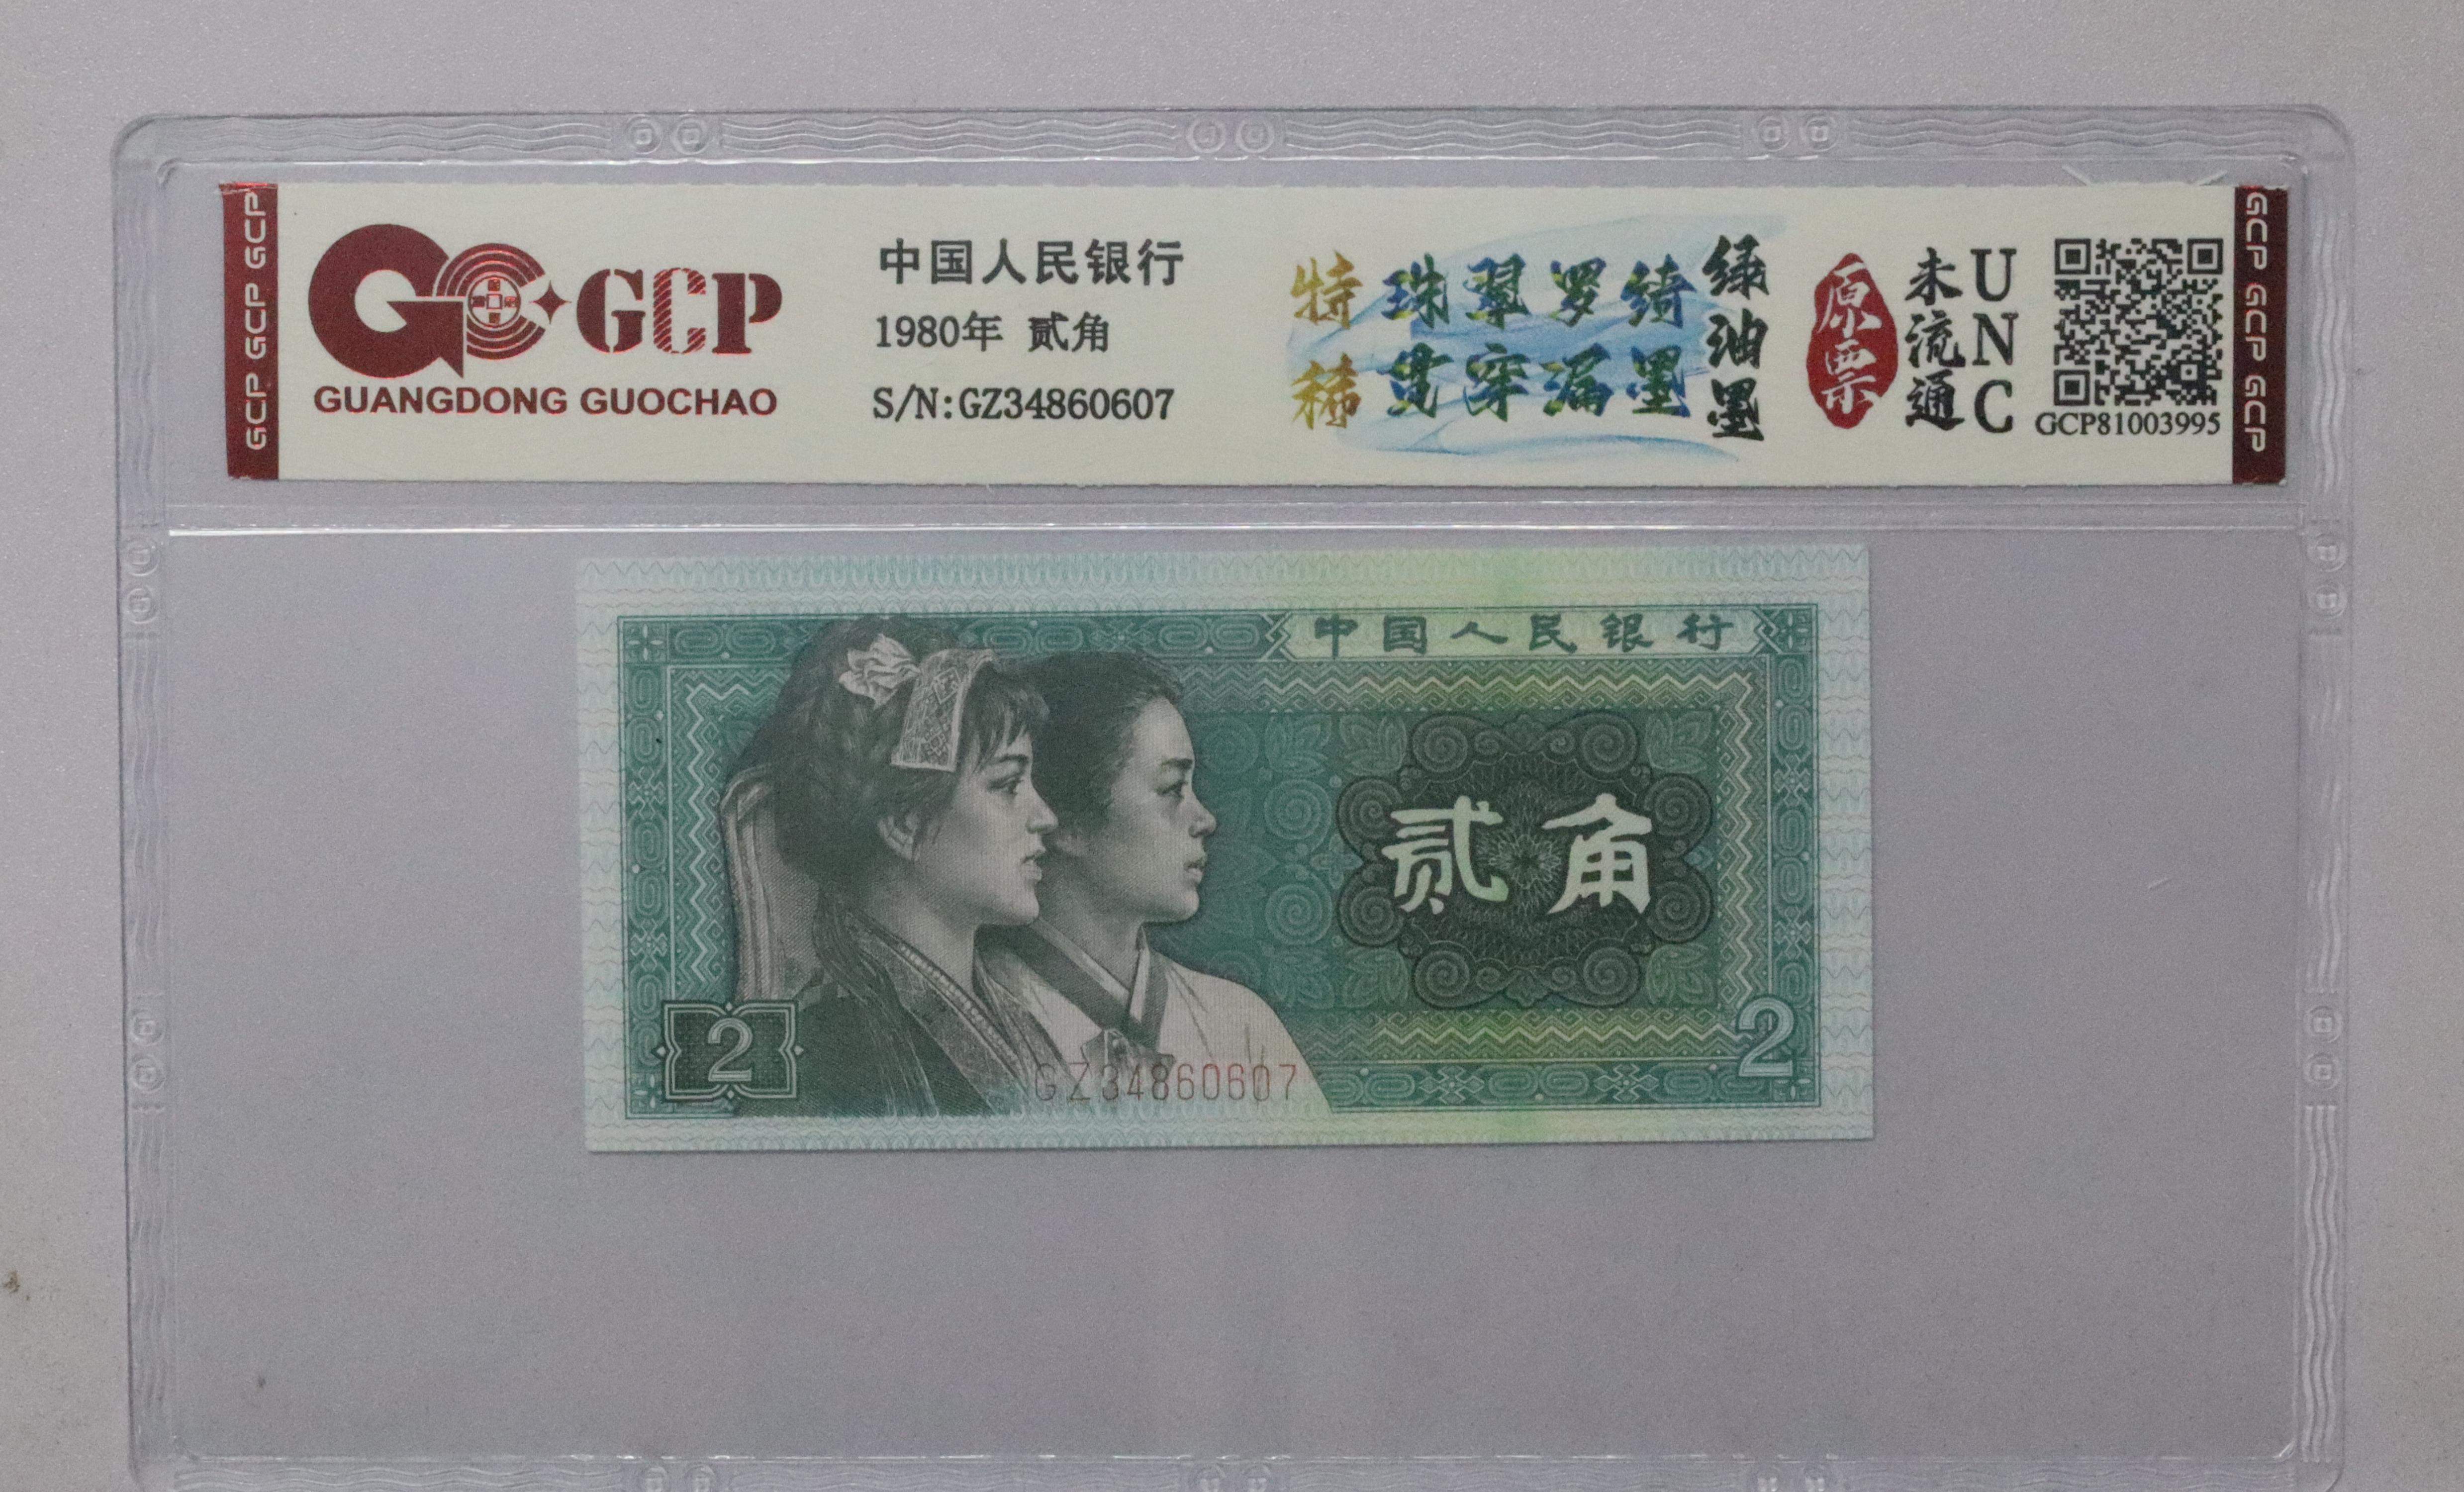 GCP GCP GCP
GCP
GUANGDONG GUOCHAO
中国人民银行
1980年 贰角
S/N:GZ34860607
特稀
珠翠罗绮
贯穿漏墨
绿油墨
原票
未流通
UNC
GCP81003995
GCP GCP GCP
中国人民银行
贰角
2
GZ34860607
2